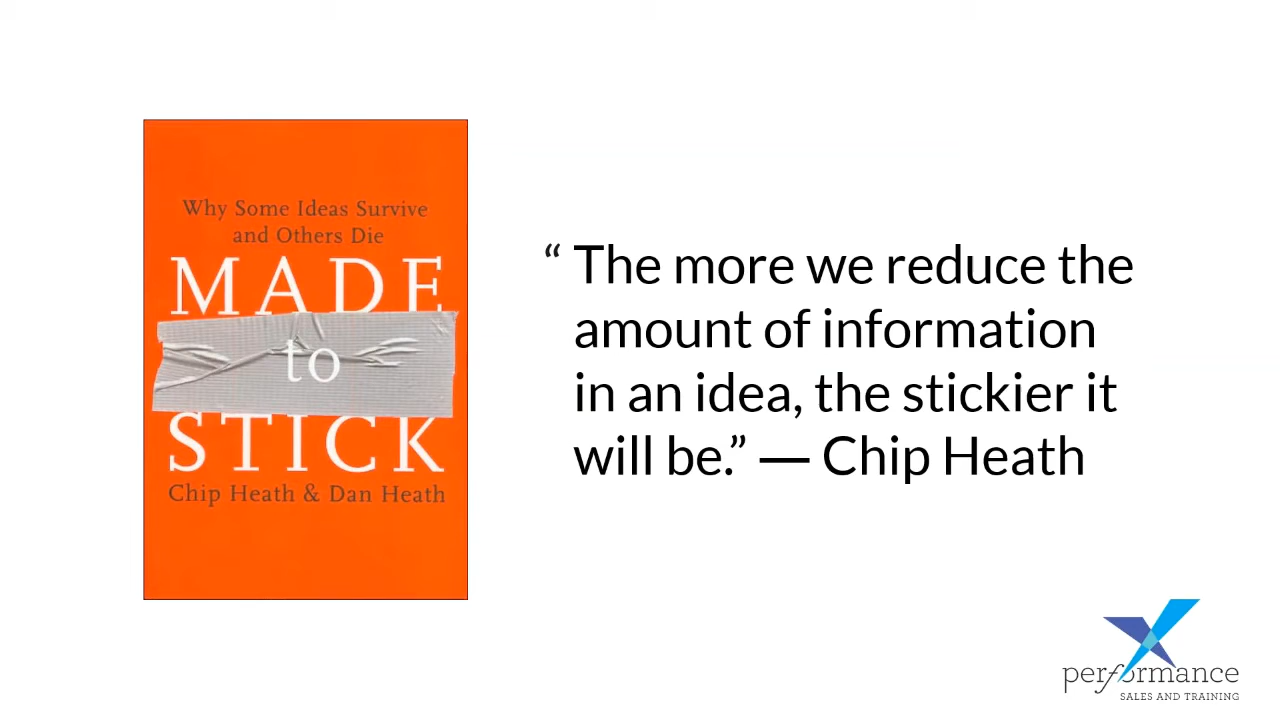 Why Some Ideas Survive
and Others Die
MADE
to
STICK
Chip Heath & Dan Heath
“ The more we reduce the
amount of information
in an idea, the stickier it
will be.” — Chip Heath
performance
SALES AND TRAINING